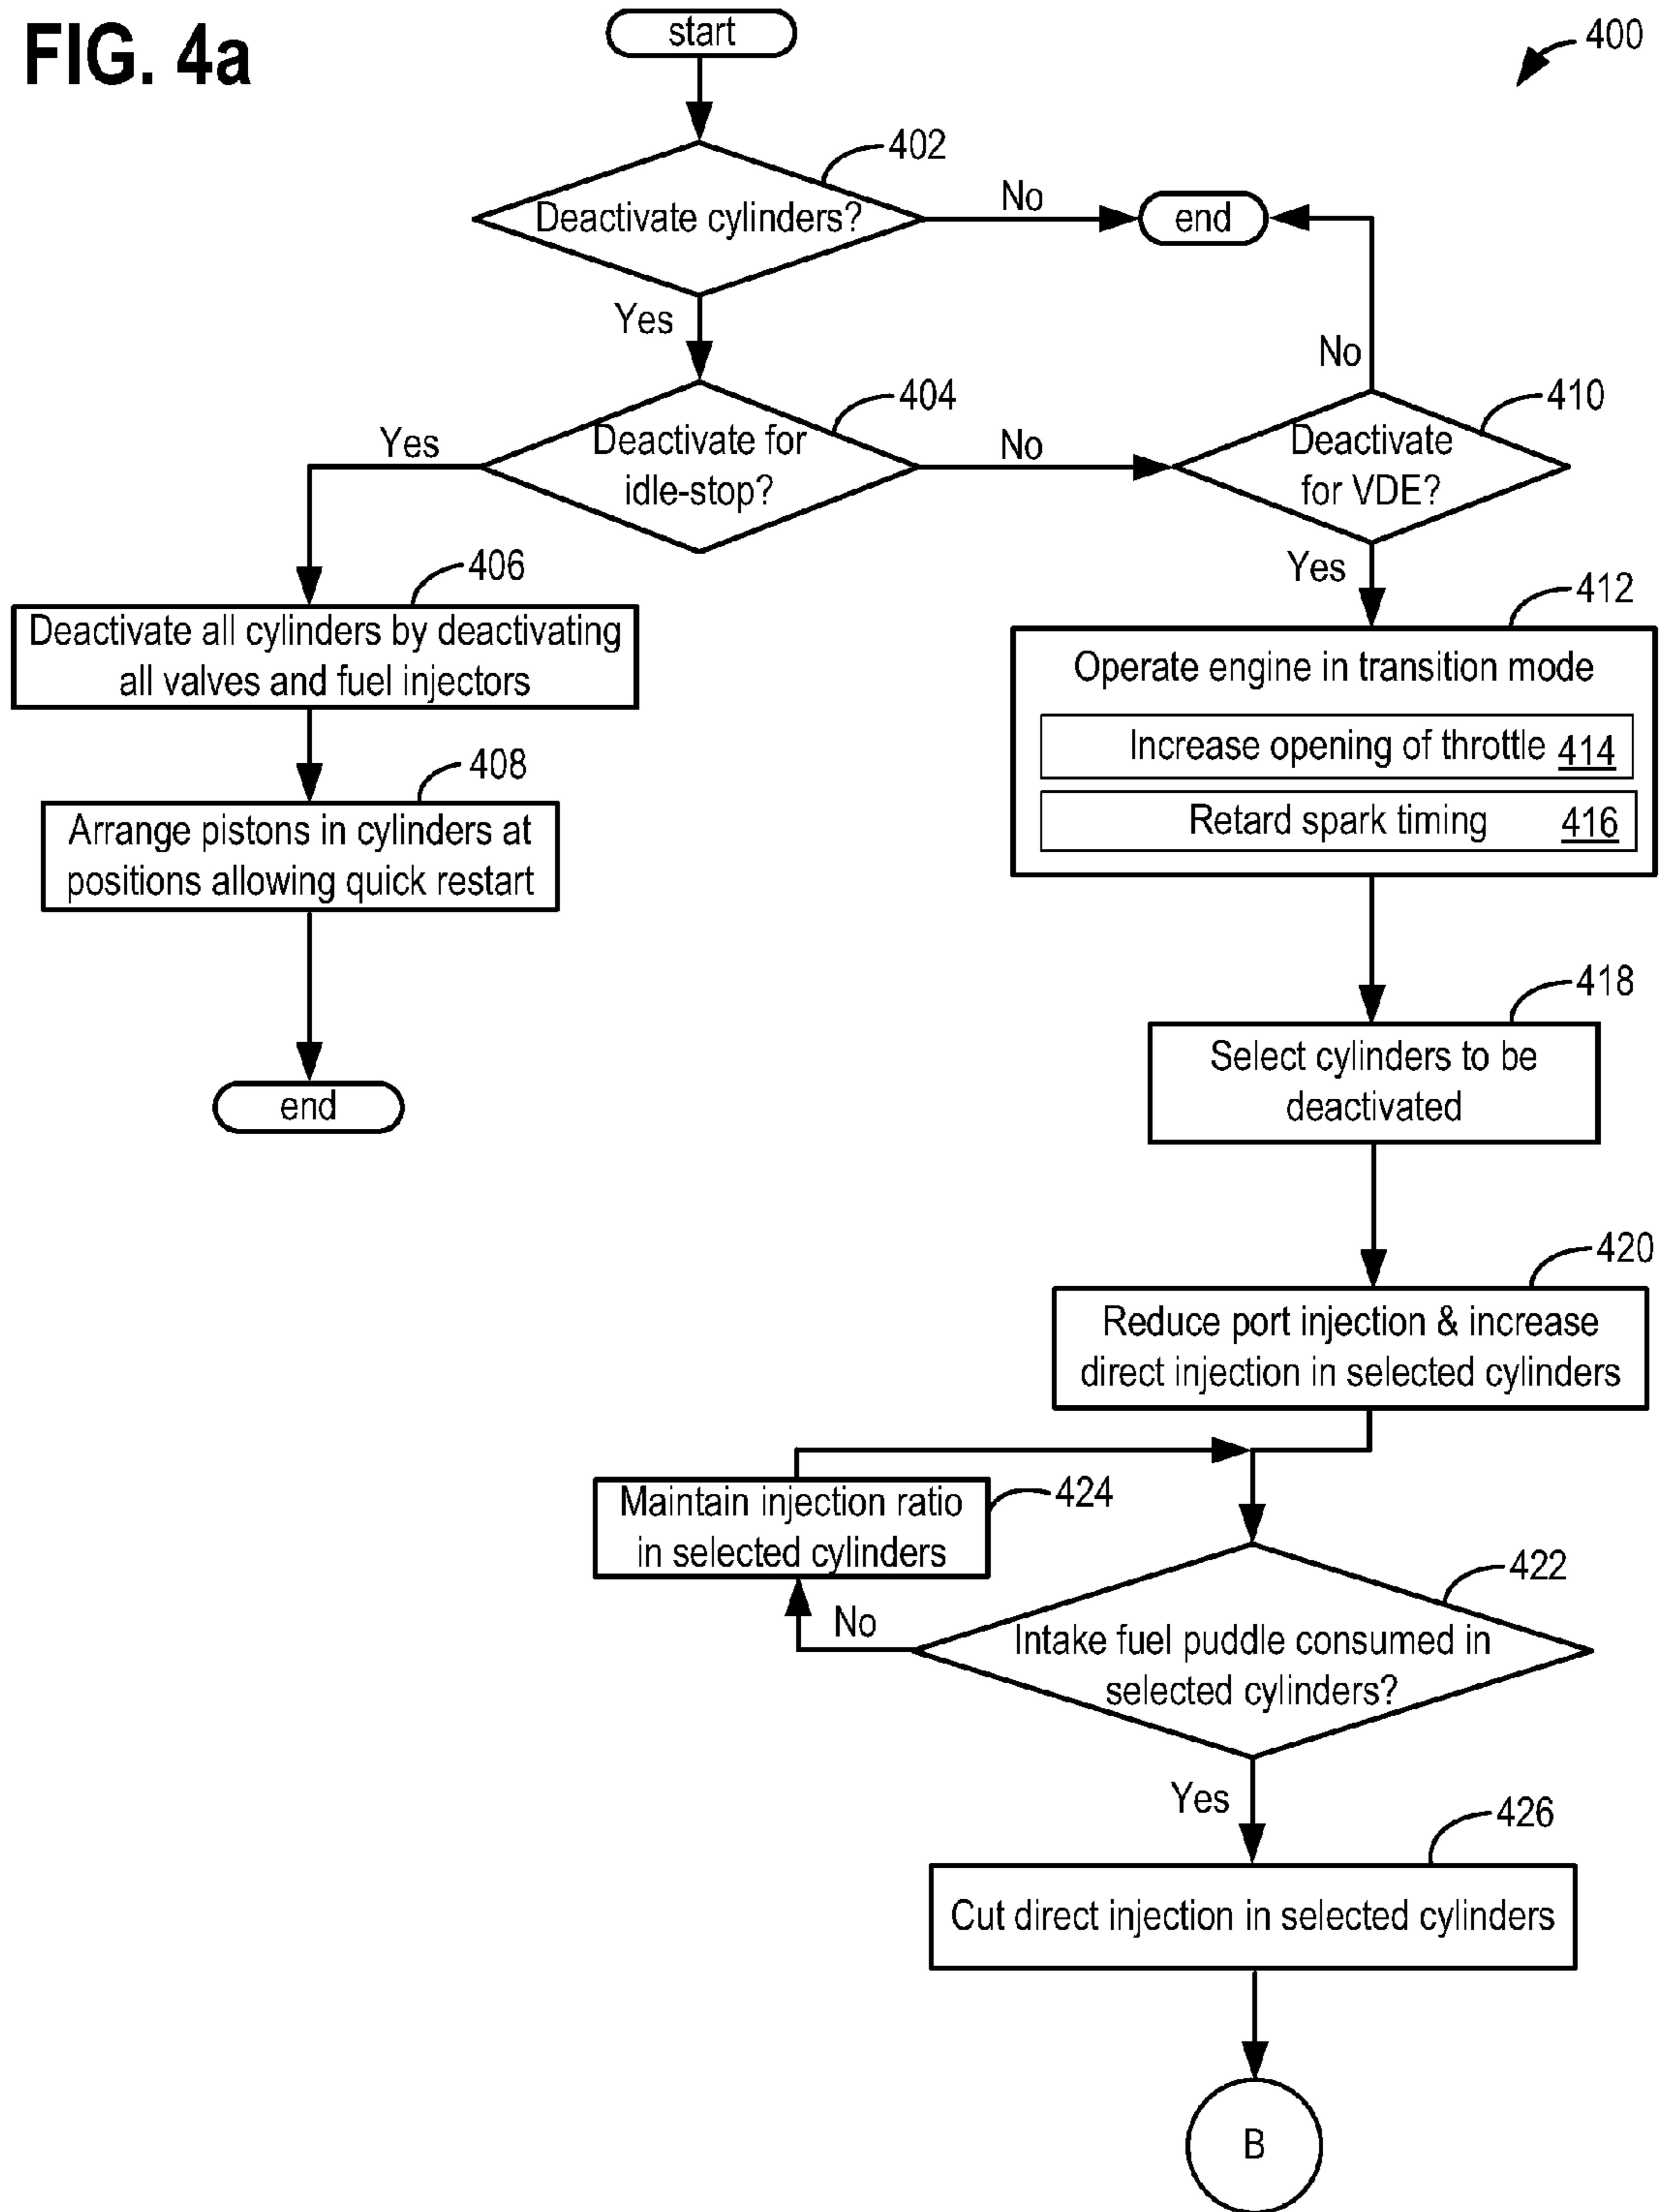 FIG. 4a
start
400
402
Deactivate cylinders?
No
end
Yes
No
404
410
Deactivate for
idle-stop?
Yes
No
Deactivate
for VDE?
Yes
406
412
Deactivate all cylinders by deactivating
all valves and fuel injectors
Operate engine in transition mode
Increase opening of throttle 414
Retard spark timing 416
408
Arrange pistons in cylinders at
positions allowing quick restart
end
418
Select cylinders to be
deactivated
420
Reduce port injection & increase
direct injection in selected cylinders
Maintain injection ratio
in selected cylinders
424
422
No
Intake fuel puddle consumed in
selected cylinders?
Yes
426
Cut direct injection in selected cylinders
B